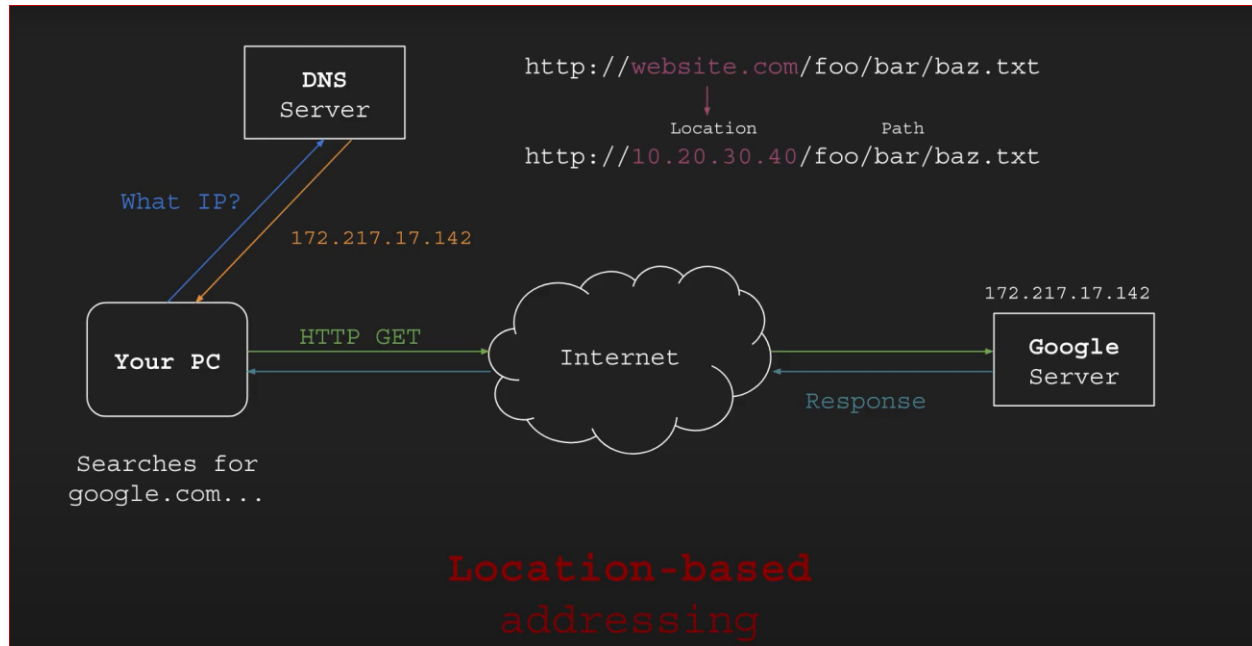 DNS
Server
http://website.com/foo/bar/baz.txt
Location Path
http://10.20.30.40/foo/bar/baz.txt
What IP?
172.217.17.142
Your PC
HTTP GET
Internet
172.217.17.142
Google
Server
Response
Searches for
google.com...
Location-based
addressing